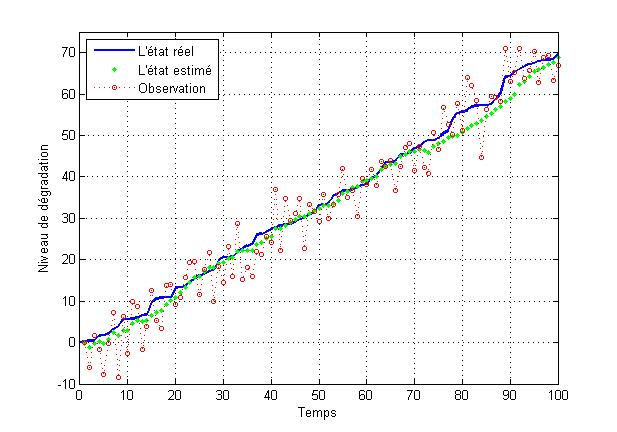 L'état réel
L'état estimé
Observation
Niveau de dégradation
70
60
50
40
30
20
10
0
-10
0 10 20 30 40 50 60 70 80 90 100
Temps